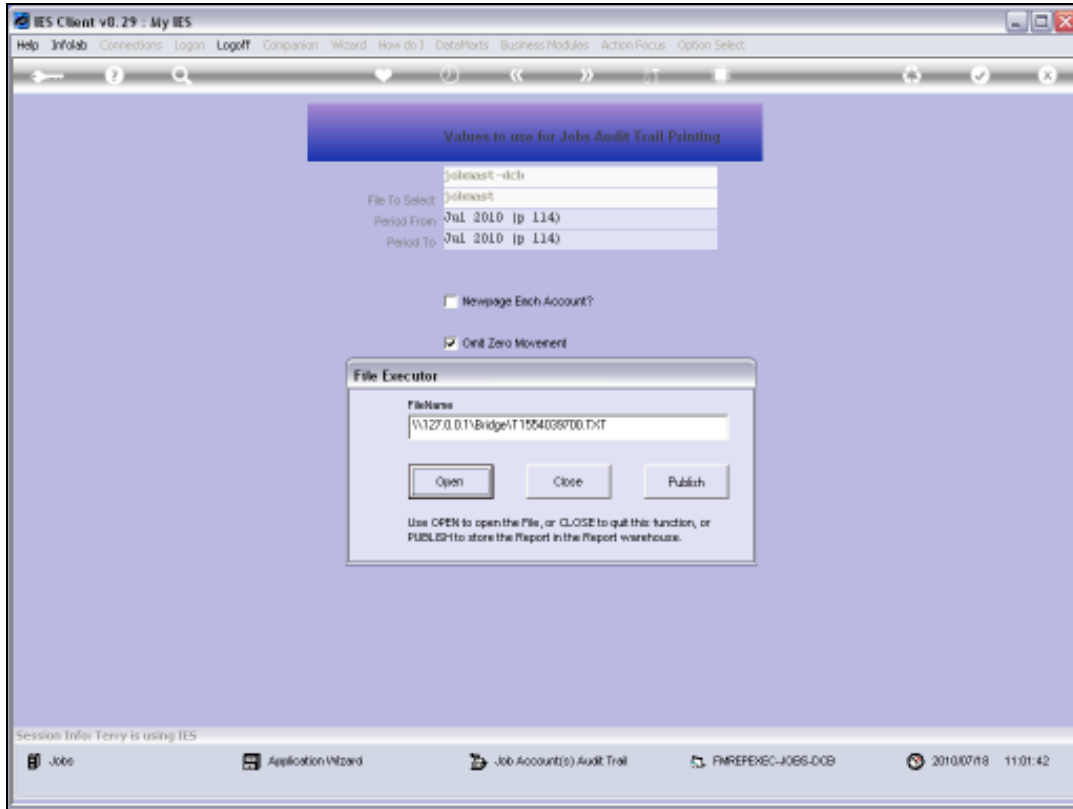 IES Client v8.29 : My IES
Help Infolab Connections Logon Logoff Companion Wizard How do I DataMarts Business Modules Action Focus Option Select
Values to use for Jobs Audit Trail Printing
jobmast-dcb
File To Select jobmast
Period From Jul 2010 (p 114)
Period To Jul 2010 (p 114)
Newpage Each Account?
Omit Zero Movement
File Executor
FileName
\\127.0.0.1\Bridge\T1554039700.TXT
Open Close Publish
Use OPEN to open the File, or CLOSE to quit this function, or
PUBLISH to store the Report in the Report warehouse.
Session Info: Terry is using IES
Jobs Application Wizard Job Account(s) Audit Trail FMREPEXEC-JOBS-DCB 2010/07/18 11:01:42